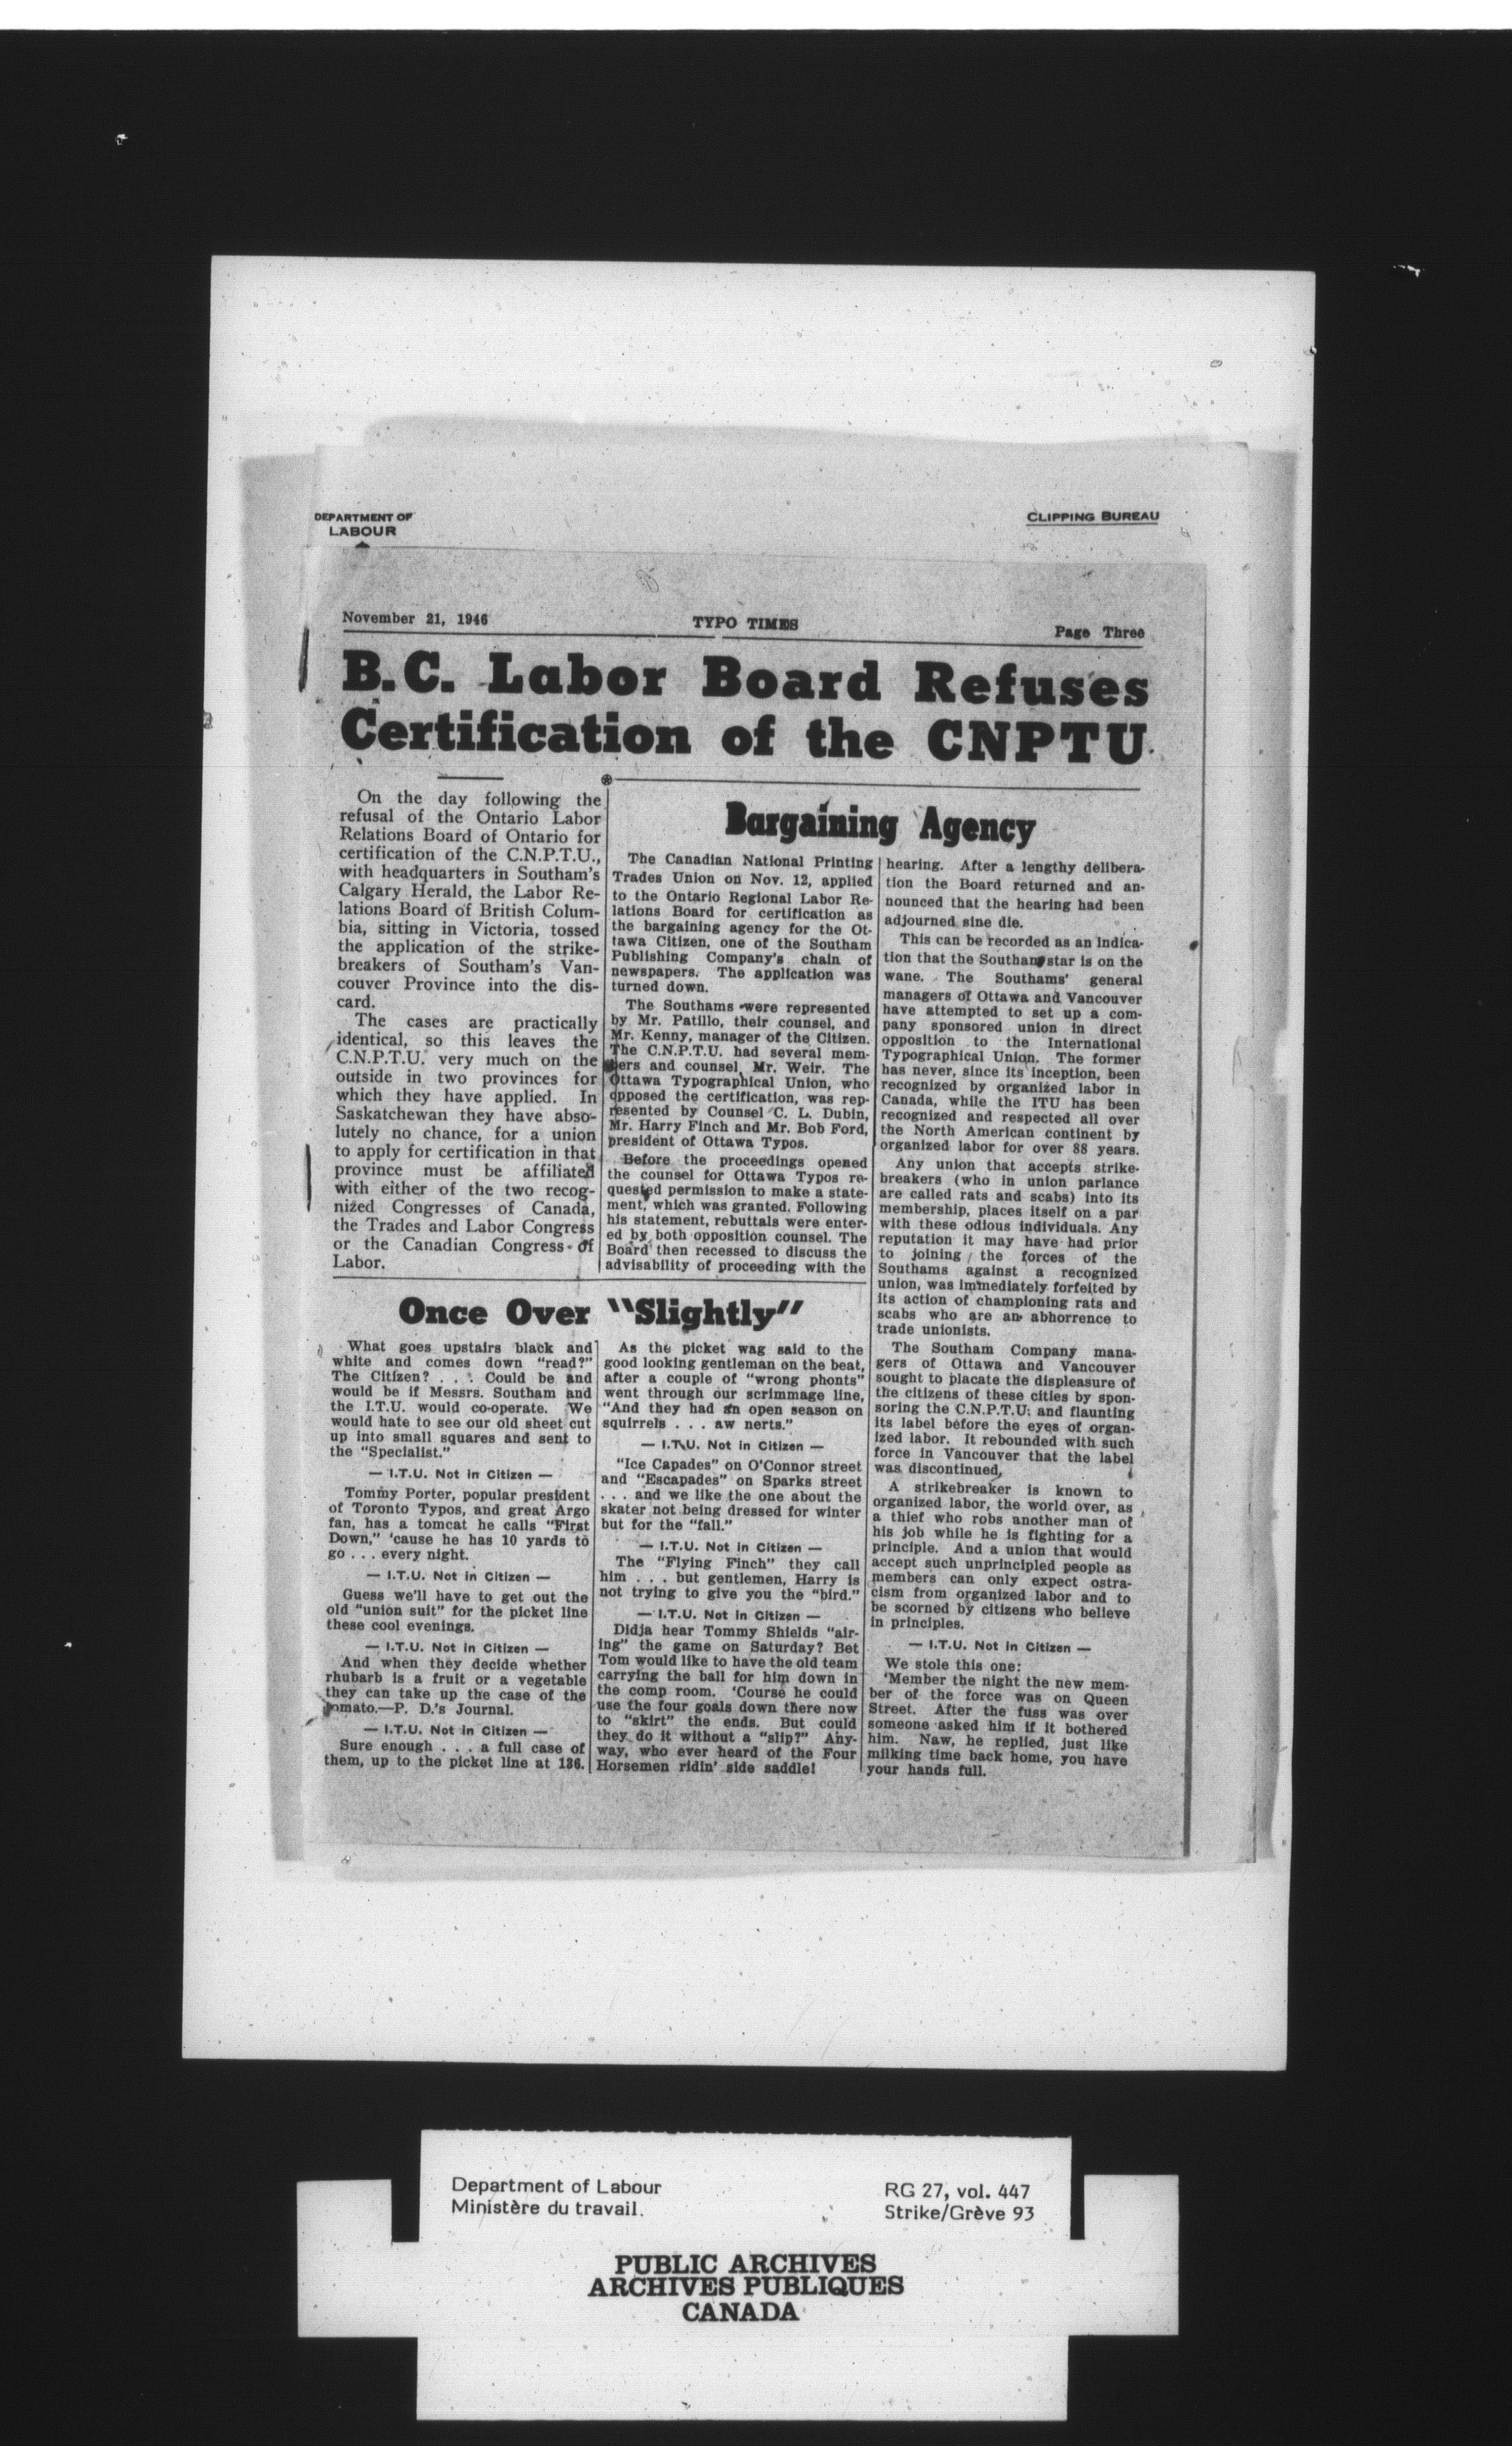 DEPARTMENT OF
LABOUR
CLIPPING BUREAU
November 21, 1946
TYPO TIMES
Page Three
B.C. Labor Board Refuses
Certification of the CNPTU
On the day following the
refusal of the Ontario Labor
Relations Board of Ontario for
certification of the C.N.P.T.U.,
with headquarters in Southam's
Calgary Herald, the Labor Re-
lations Board of British Colum-
bia, sitting in Victoria, tossed
the application of the strike-
breakers of Southam's Van-
couver Province into the dis-
card.
The cases are practically
identical, so this leaves the
C.N.P.T.U. very much on the
outside in two provinces for
which they have applied. In
Saskatchewan they have abso-
lutely no chance, for a union
to apply for certification in that
province must be affiliated
with either of the two recog-
nized Congresses of Canada,
the Trades and Labor Congress
or the Canadian Congress of
Labor.
Bargaining Agency
The Canadian National Printing
Trades Union on Nov. 12, applied
to the Ontario Regional Labor Re-
lations Board for certification as
the bargaining agency for the Ot-
tawa Citizen, one of the Southam
Publishing Company's chain of
newspapers. The application was
turned down.
The Southams were represented
by Mr. Patillo, their counsel, and
Mr. Kenny, manager of the Citizen.
The C.N.P.T.U. had several mem-
bers and counsel, Mr. Weir. The
Ottawa Typographical Union, who
opposed the certification, was rep-
resented by Counsel C. L. Dubin,
Mr. Harry Finch and Mr. Bob Ford,
president of Ottawa Typos.
Before the proceedings opened
the counsel for Ottawa Typos re-
quested permission to make a state-
ment, which was granted. Following
his statement, rebuttals were enter-
ed by both opposition counsel. The
Board then recessed to discuss the
advisability of proceeding with the
hearing. After a lengthy delibera-
tion the Board returned and an-
nounced that the hearing had been
adjourned sine die.
This can be recorded as an indica-
tion that the Southam star is on the
wane. The Southams' general
managers of Ottawa and Vancouver
have attempted to set up a com-
pany sponsored union in direct
opposition to the International
Typographical Union. The former
has never, since its inception, been
recognized by organized labor in
Canada, while the ITU has been
recognized and respected all over
the North American continent by
organized labor for over 88 years.
Any union that accepts strike-
breakers (who in union parlance
are called rats and scabs) into its
membership, places itself on a par
with these odious individuals. Any
reputation it may have had prior
to joining the forces of the
Southams against a recognized
union, was immediately forfeited by
its action of championing rats and
scabs who are an abhorrence to
trade unionists.
The Southam Company mana-
gers of Ottawa and Vancouver
sought to placate the displeasure of
the citizens of these cities by spon-
soring the C.N.P.T.U. and flaunting
its label before the eyes of organ-
ized labor. It rebounded with such
force in Vancouver that the label
was discontinued.
A strikebreaker is known to
organized labor, the world over, as
a thief who robs another man of
his job while he is fighting for a
principle. And a union that would
accept such unprincipled people as
members can only expect ostra-
cism from organized labor and to
be scorned by citizens who believe
in principles.
— I.T.U. Not in Citizen —
We stole this one:
'Member the night the new mem-
ber of the force was on Queen
Street. After the fuss was over
someone asked him if it bothered
him. Naw, he replied, just like
milking time back home, you have
your hands full.
Once Over "Slightly"
What goes upstairs black and
white and comes down "read?"
The Citizen? . . . Could be and
would be if Messrs. Southam and
the I.T.U. would co-operate. We
would hate to see our old sheet cut
up into small squares and sent to
the "Specialist."
— I.T.U. Not in Citizen —
Tommy Porter, popular president
of Toronto Typos, and great Argo
fan, has a tomcat he calls "First
Down," 'cause he has 10 yards to
go . . . every night.
— I.T.U. Not in Citizen —
Guess we'll have to get out the
old "union suit" for the picket line
these cool evenings.
— I.T.U. Not in Citizen —
And when they decide whether
rhubarb is a fruit or a vegetable
they can take up the case of the
tomato.—P. D.'s Journal.
— I.T.U. Not in Citizen —
Sure enough . . . a full case of
them, up to the picket line at 136.
As the picket wag said to the
good looking gentleman on the beat,
after a couple of "wrong phonts"
went through our scrimmage line,
"And they had an open season on
squirrels . . . aw nerts."
— I.T.U. Not in Citizen —
"Ice Capades" on O'Connor street
and "Escapades" on Sparks street
. . . and we like the one about the
skater not being dressed for winter
but for the "fall."
— I.T.U. Not in Citizen —
The "Flying Finch" they call
him . . . but gentlemen, Harry is
not trying to give you the "bird."
— I.T.U. Not in Citizen —
Didja hear Tommy Shields "air-
ing" the game on Saturday? Bet
Tom would like to have the old team
carrying the ball for him down in
the comp room. 'Course he could
use the four goals down there now
to "skirt" the ends. But could
they do it without a "slip?" Any-
way, who ever heard of the Four
Horsemen ridin' side saddle!
Department of Labour
Ministère du travail.
RG 27, vol. 447
Strike/Grève 93
PUBLIC ARCHIVES
ARCHIVES PUBLIQUES
CANADA